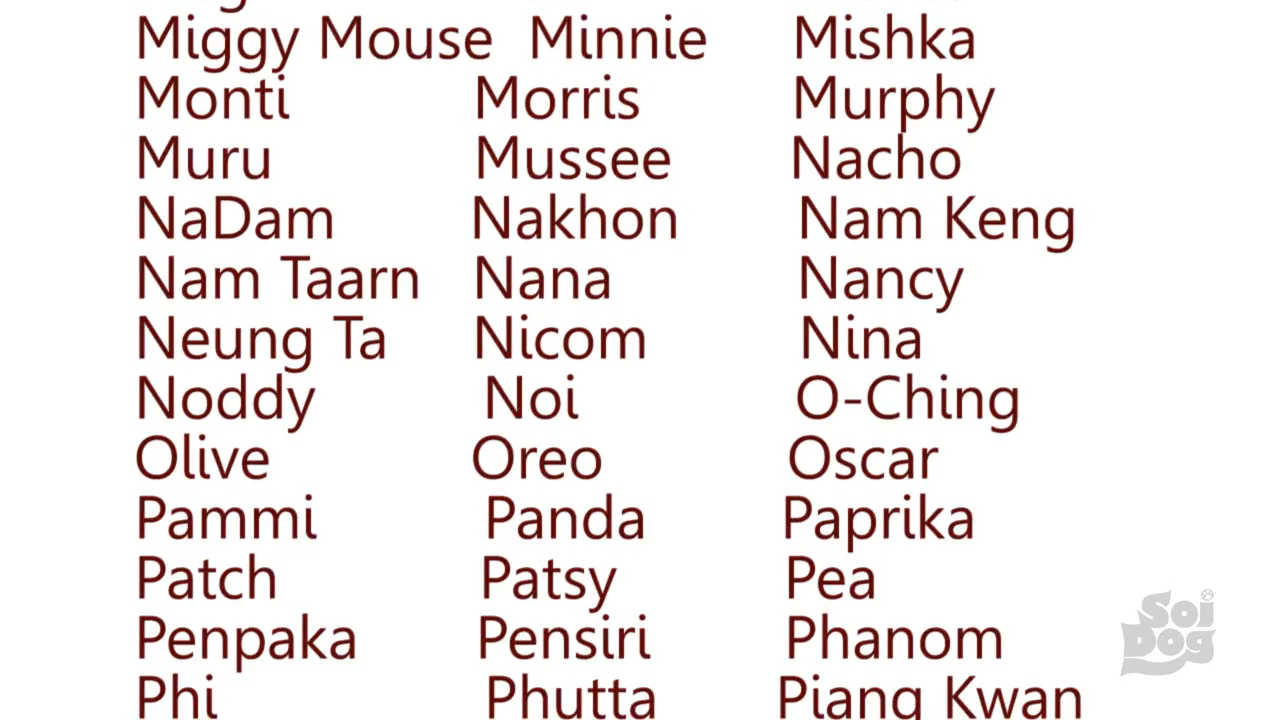 Miggy Mouse Minnie Mishka
Monti Morris Murphy
Muru Mussee Nacho
NaDam Nakhon Nam Keng
Nam Taarn Nana Nancy
Neung Ta Nicom Nina
Noddy Noi O-Ching
Olive Oreo Oscar
Pammi Panda Paprika
Patch Patsy Pea
Penpaka Pensiri Phanom
Phi Phutta Piang Kwan
Soi
Dog